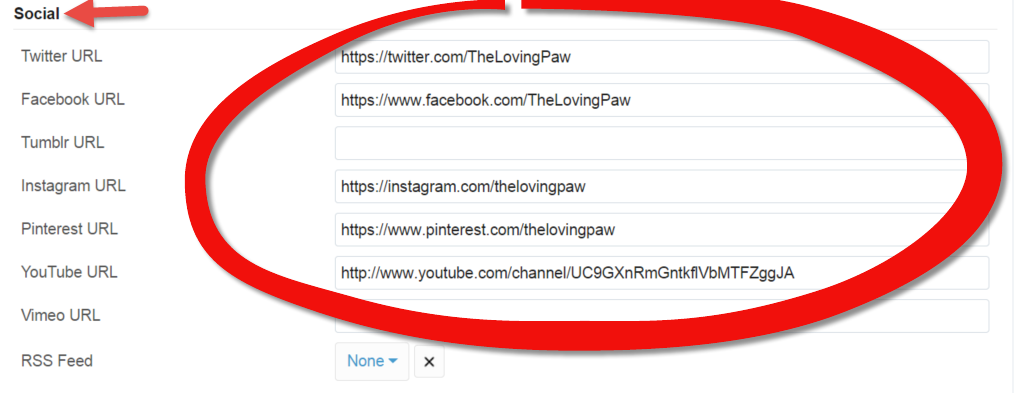 Social
Twitter URL https://twitter.com/TheLovingPaw
Facebook URL https://www.facebook.com/TheLovingPaw
Tumblr URL
Instagram URL https://instagram.com/thelovingpaw
Pinterest URL https://www.pinterest.com/thelovingpaw
YouTube URL http://www.youtube.com/channel/UC9GXnRmGntkflVbMTFZggJA
Vimeo URL
RSS Feed None ×